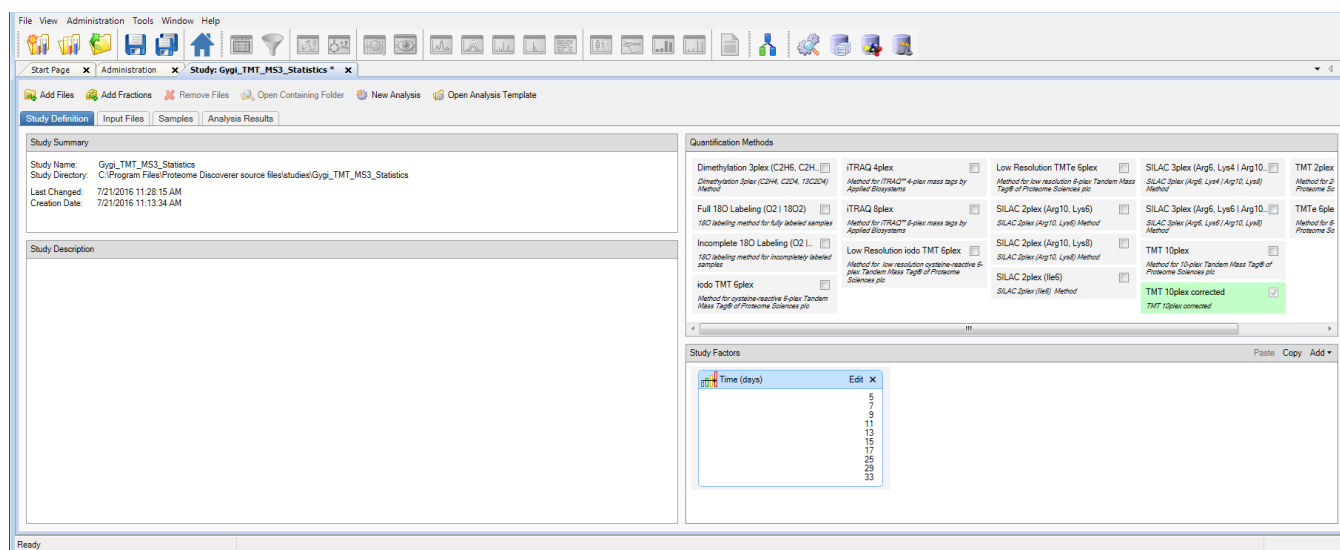 File View Administration Tools Window Help
Start Page X Administration X Study: Gygi_TMT_MS3_Statistics * X
Add Files Add Fractions Remove Files Open Containing Folder New Analysis Open Analysis Template
Study Definition Input Files Samples Analysis Results
Study Summary
Study Name: Gygi_TMT_MS3_Statistics
Study Directory: C:\Program Files\Proteome Discoverer source files\studies\Gygi_TMT_MS3_Statistics
Last Changed: 7/21/2016 11:28:15 AM
Creation Date: 7/21/2016 11:13:34 AM
Study Description
Quantification Methods
Dimethylation 3plex (C2H6, C2H...
Dimethylation 3plex (C2H4, C2D4, 13C2D4)
Method
Full 18O Labeling (O2 | 18O2)
18O labeling method for fully labeled samples
Incomplete 18O Labeling (O2 |...
18O labeling method for incompletely labeled
samples
iodo TMT 6plex
Method for cysteine-reactive 6-plex Tandem
Mass Tag® of Proteome Sciences plc
iTRAQ 4plex
Method for iTRAQ™ 4-plex mass tags by
Applied Biosystems
iTRAQ 8plex
Method for iTRAQ™ 8-plex mass tags by
Applied Biosystems
Low Resolution iodo TMT 6plex
Method for low resolution cysteine-reactive 6-
plex Tandem Mass Tag® of Proteome
Sciences plc
Low Resolution TMTe 6plex
Method for low resolution 6-plex Tandem Mass
Tag® of Proteome Sciences plc
SILAC 2plex (Arg10, Lys6)
SILAC 2plex (Arg10, Lys6) Method
SILAC 2plex (Arg10, Lys8)
SILAC 2plex (Arg10, Lys8) Method
SILAC 2plex (Ile6)
SILAC 2plex (Ile6) Method
SILAC 3plex (Arg6, Lys4 | Arg10...
SILAC 3plex (Arg6, Lys4 | Arg10, Lys8)
Method
SILAC 3plex (Arg6, Lys6 | Arg10...
SILAC 3plex (Arg6, Lys6 | Arg10, Lys8)
Method
TMT 10plex
Method for 10-plex Tandem Mass Tag® of
Proteome Sciences plc
TMT 10plex corrected
TMT 10plex corrected
TMT 2plex
Method for 2-
Proteome Sc
TMTe 6ple
Method for 6-
Proteome Sc
Study Factors Paste Copy Add
Time (days) Edit X
5
7
9
11
13
15
17
25
29
33
Ready